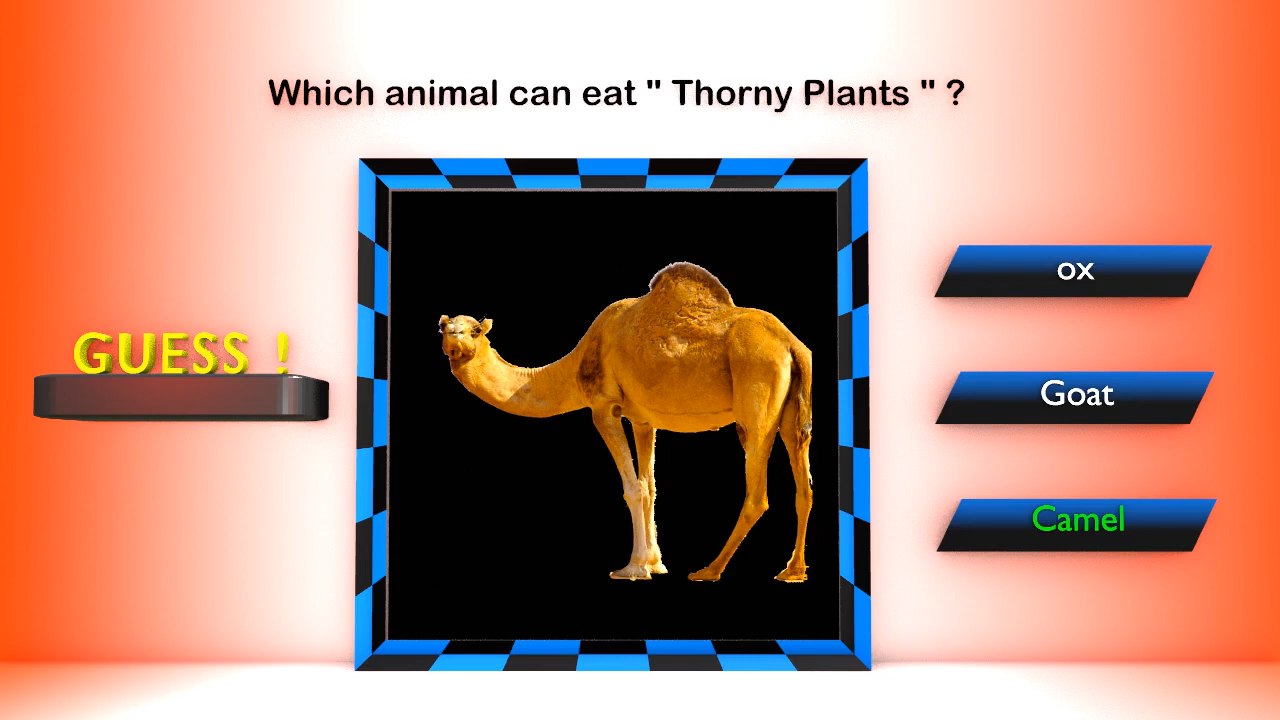 Which animal can eat " Thorny Plants " ?
GUESS !
ox
Goat
Camel